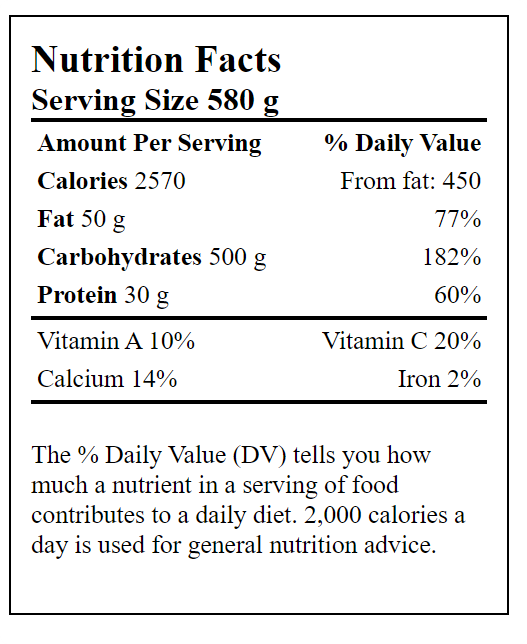 Nutrition Facts
Serving Size 580 g
Amount Per Serving % Daily Value
Calories 2570 From fat: 450
Fat 50 g 77%
Carbohydrates 500 g 182%
Protein 30 g 60%
Vitamin A 10% Vitamin C 20%
Calcium 14% Iron 2%
The % Daily Value (DV) tells you how
much a nutrient in a serving of food
contributes to a daily diet. 2,000 calories a
day is used for general nutrition advice.